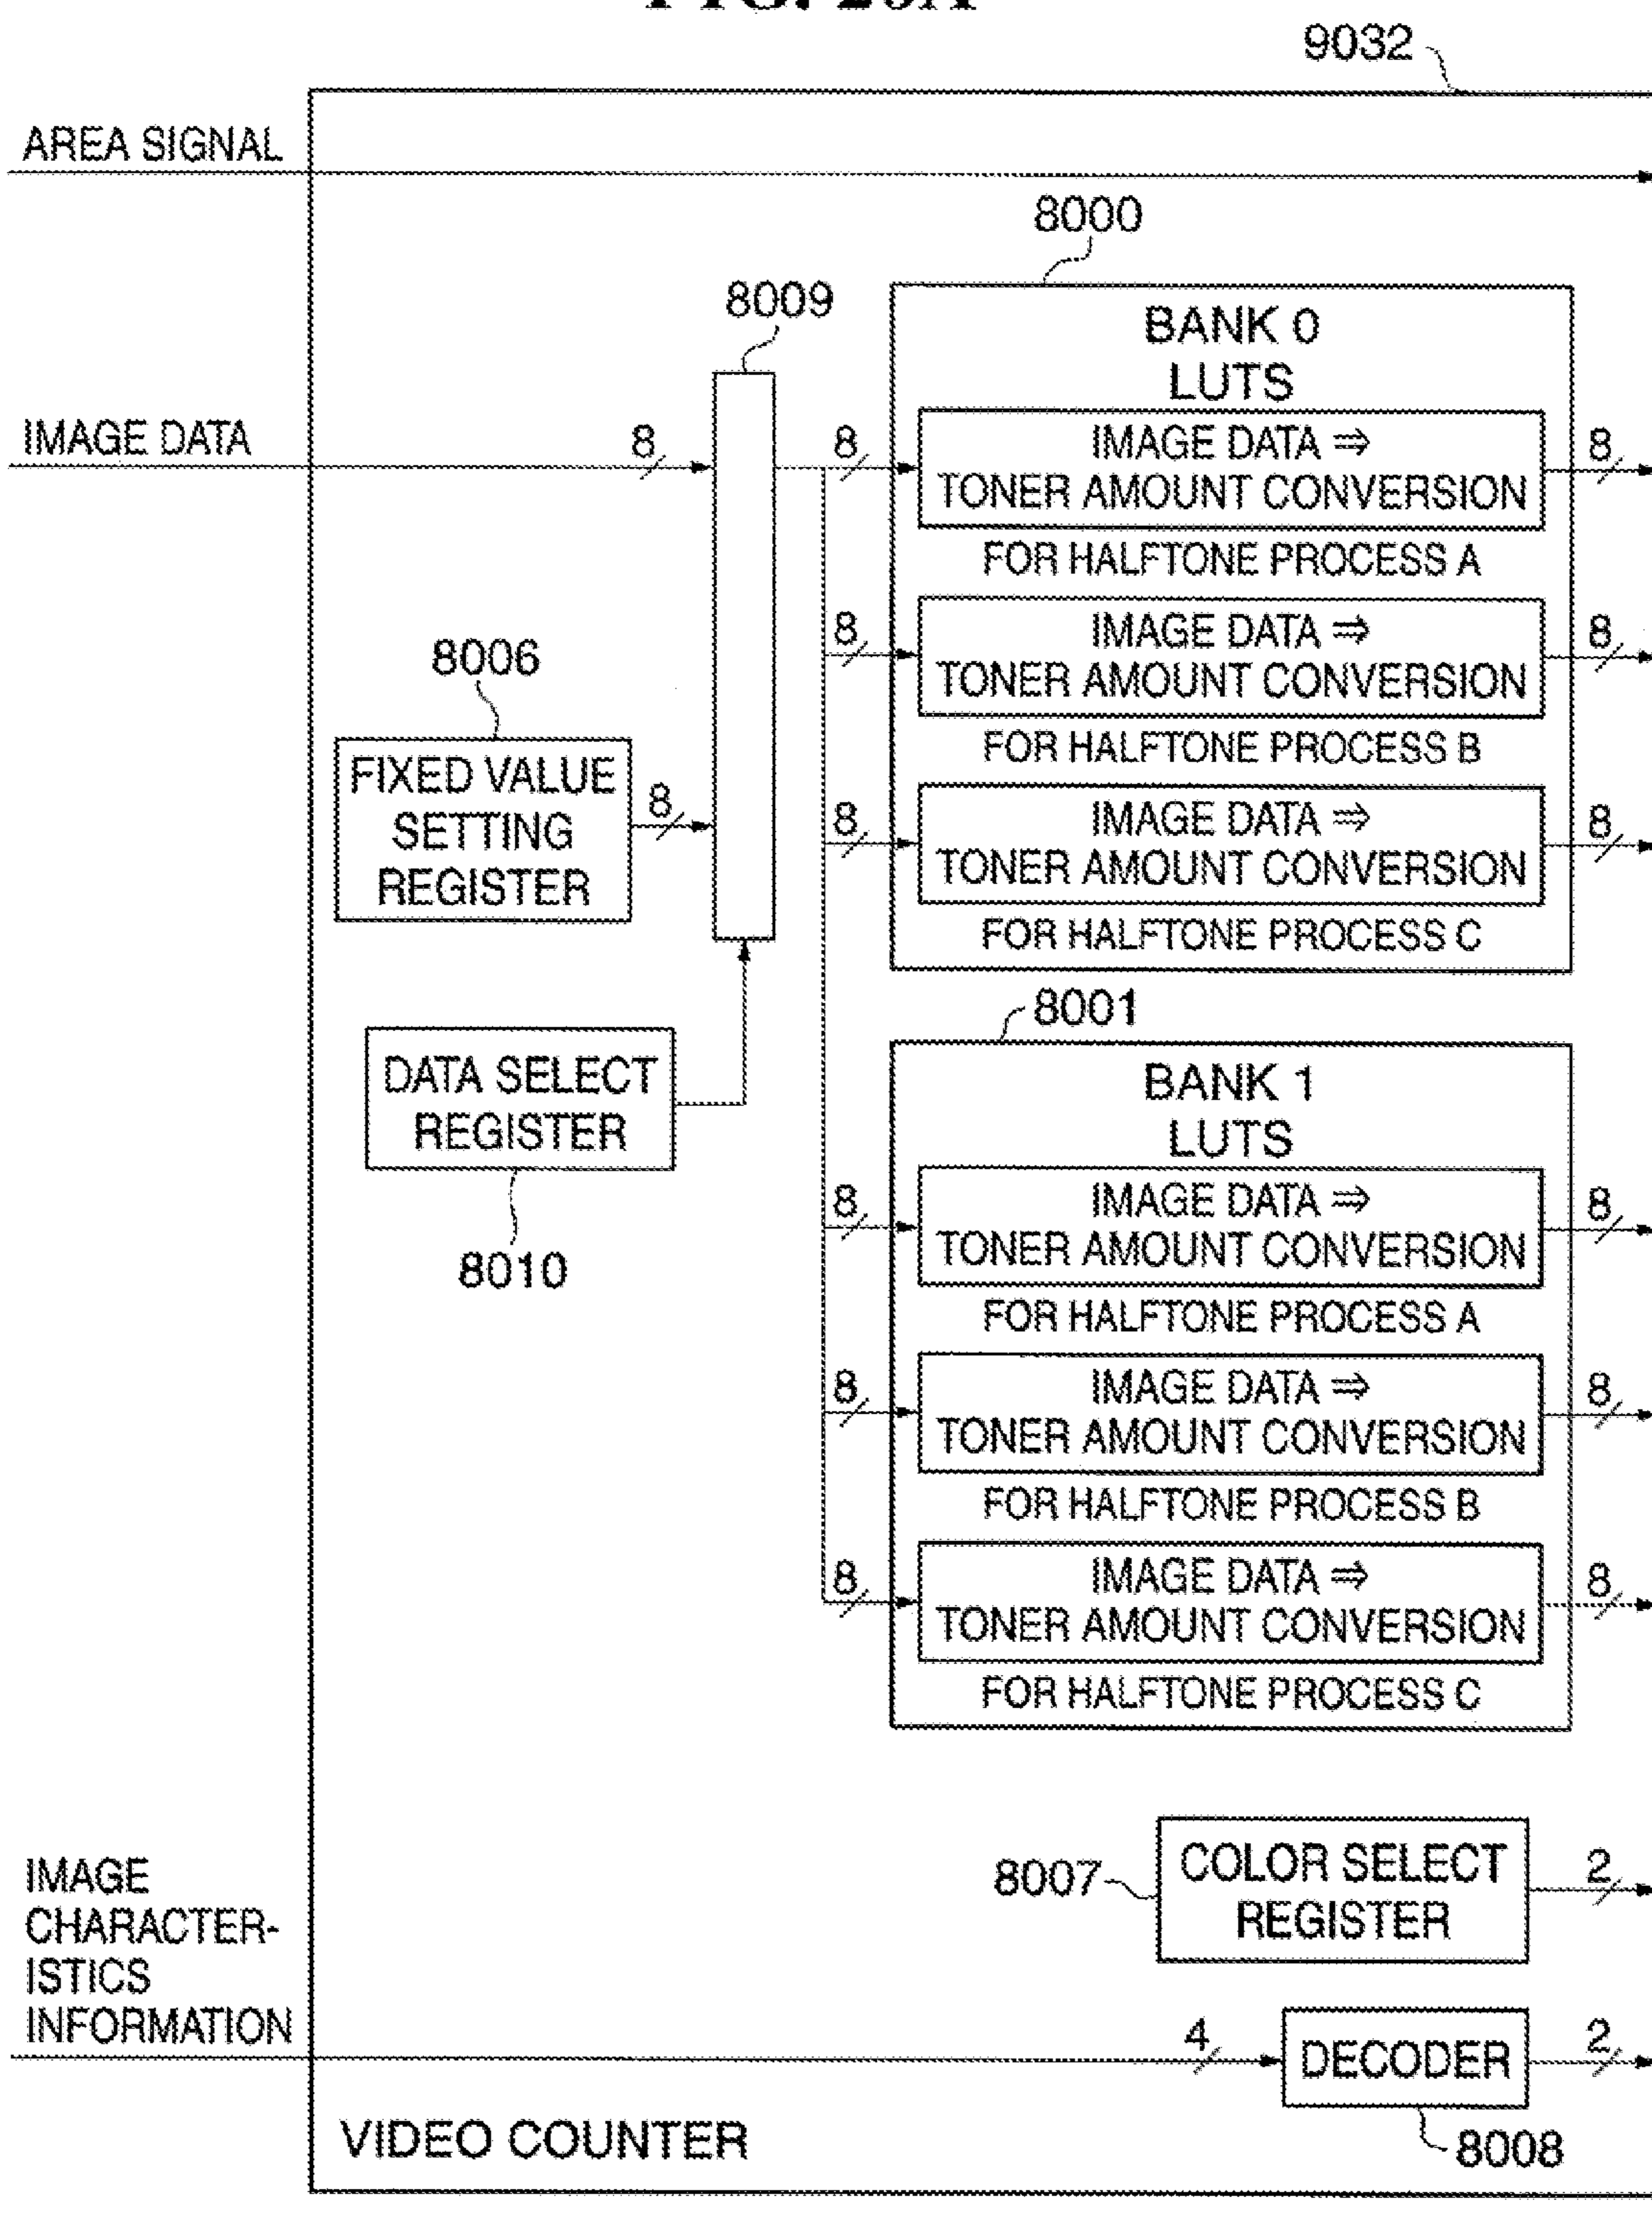 FIG. 20A
9032
AREA SIGNAL
8000
8009
BANK 0
LUTS
IMAGE DATA
8
8
IMAGE DATA ⇒
TONER AMOUNT CONVERSION
8
FOR HALFTONE PROCESS A
8
IMAGE DATA ⇒
TONER AMOUNT CONVERSION
8
FOR HALFTONE PROCESS B
8006
FIXED VALUE
SETTING
REGISTER
8
8
IMAGE DATA ⇒
TONER AMOUNT CONVERSION
8
FOR HALFTONE PROCESS C
8001
DATA SELECT
REGISTER
8010
BANK 1
LUTS
8
IMAGE DATA ⇒
TONER AMOUNT CONVERSION
8
FOR HALFTONE PROCESS A
8
IMAGE DATA ⇒
TONER AMOUNT CONVERSION
8
FOR HALFTONE PROCESS B
8
IMAGE DATA ⇒
TONER AMOUNT CONVERSION
8
FOR HALFTONE PROCESS C
8007
COLOR SELECT
REGISTER
2
IMAGE
CHARACTER-
ISTICS
INFORMATION
4
DECODER
2
8008
VIDEO COUNTER